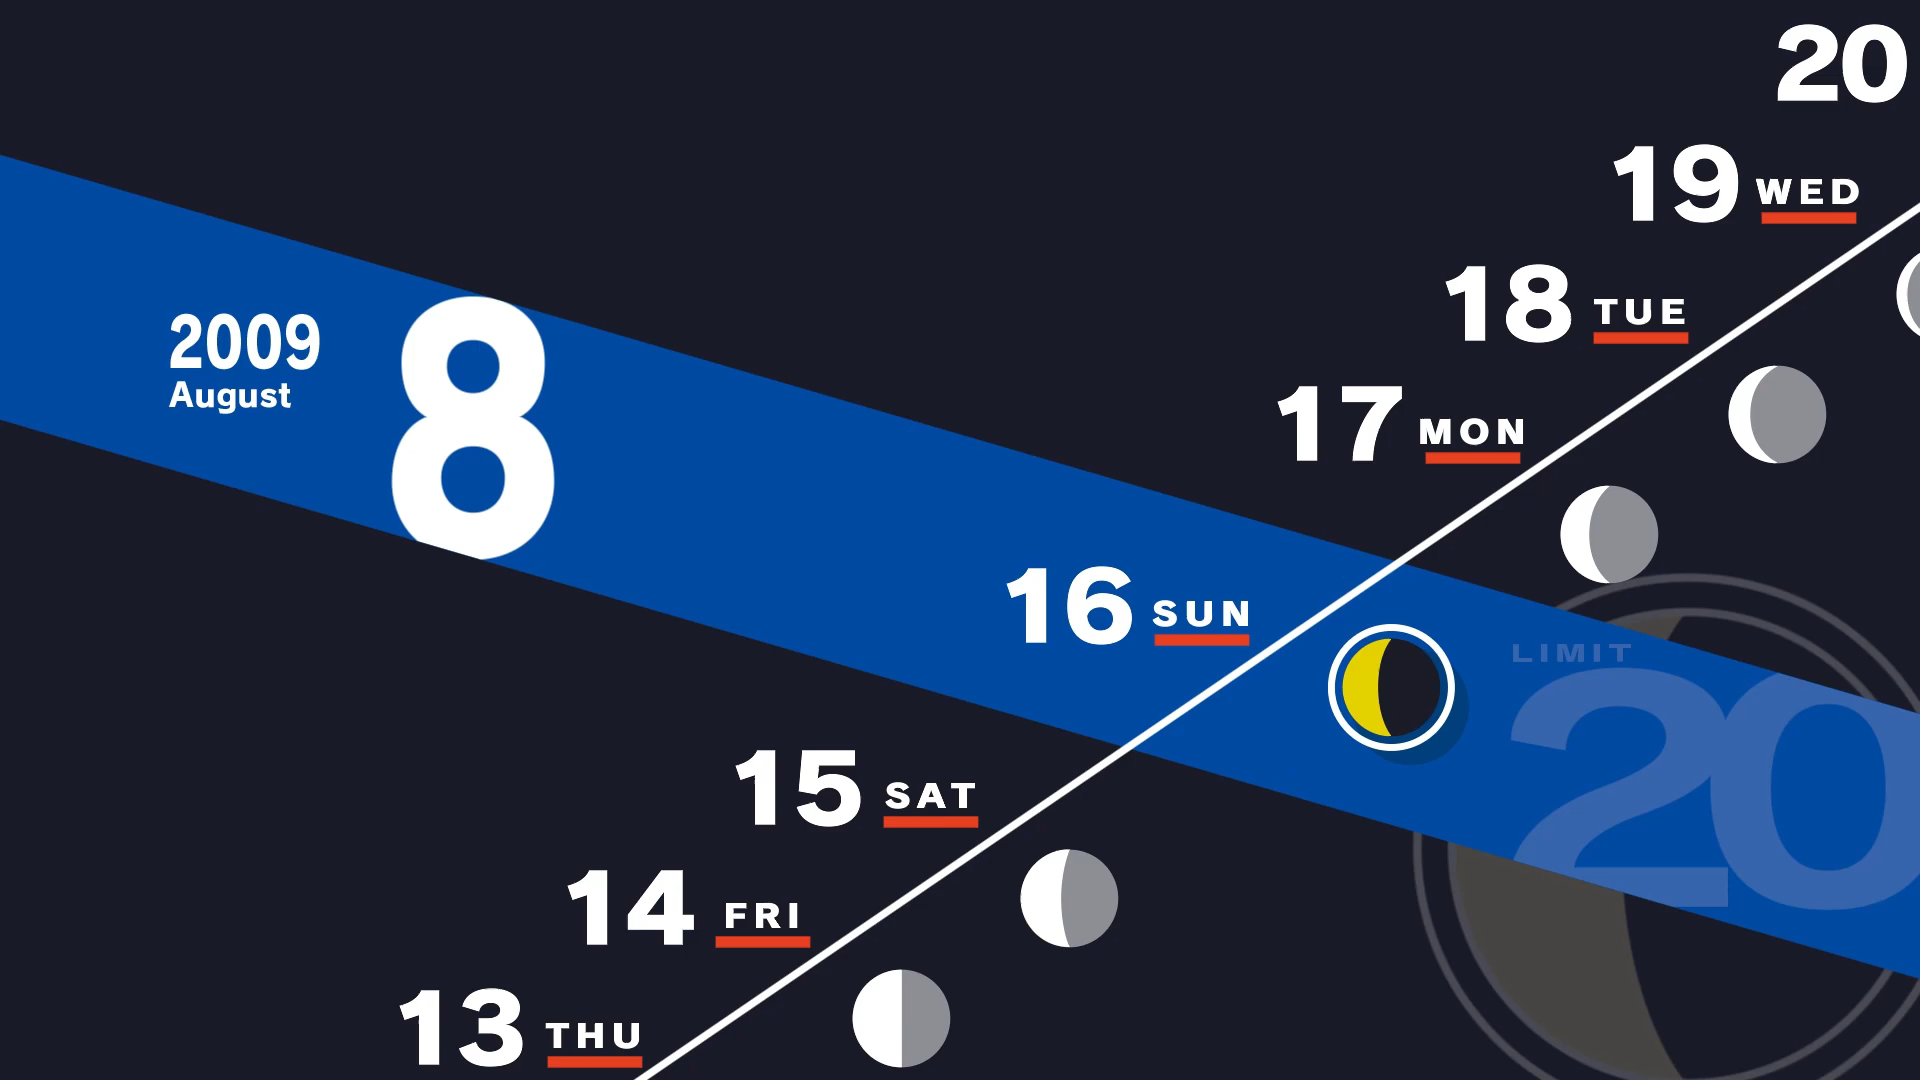 20
19 WED
18 TUE
2009
August
8
17 MON
16 SUN
LIMIT
20
15 SAT
14 FRI
13 THU